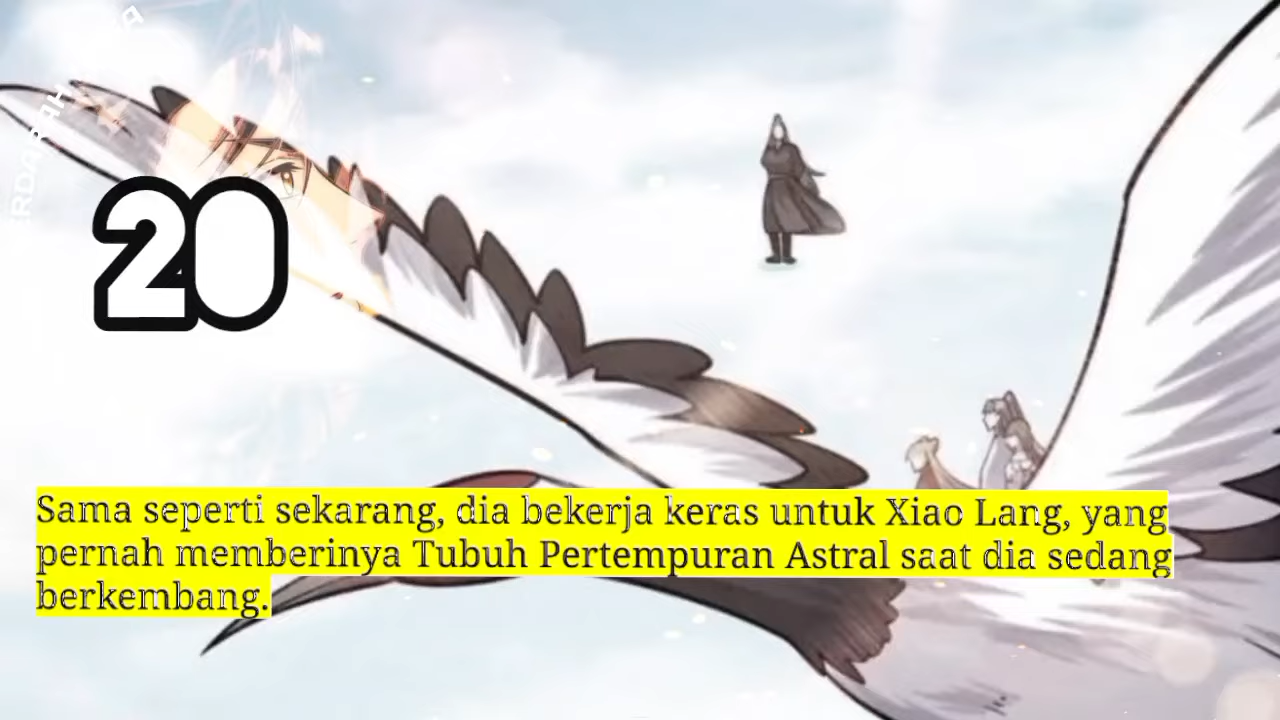 20
Sama seperti sekarang, dia bekerja keras untuk Xiao Lang, yang
pernah memberinya Tubuh Pertempuran Astral saat dia sedang
berkembang.